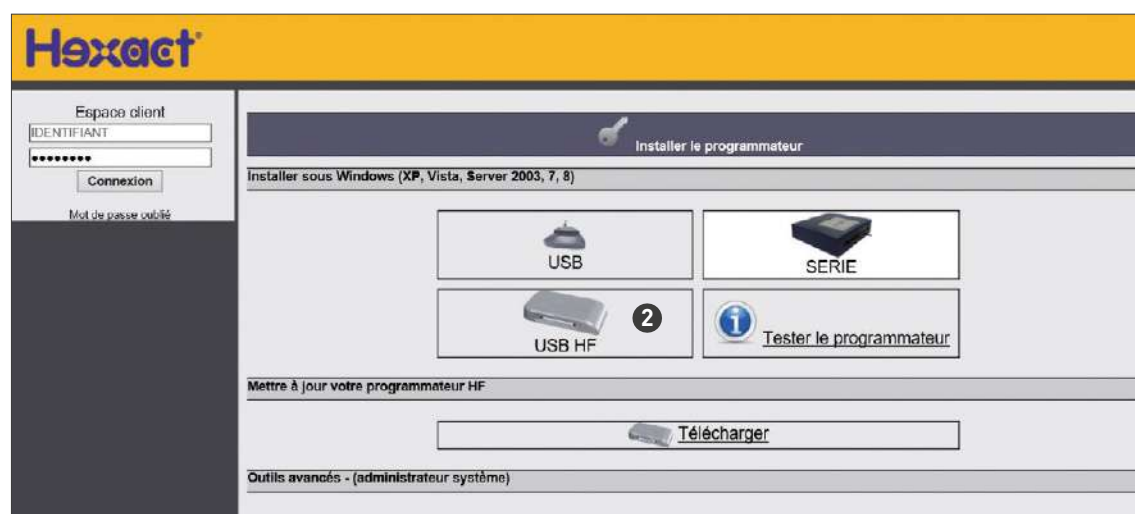 Hexact
Espace client
IDENTIFIANT
••••••••
Connexion
Mot de passe oublié
Installer le programmateur
Installer sous Windows (XP, Vista, Server 2003, 7, 8)
USB
SERIE
USB HF
2
Tester le programmateur
Mettre à jour votre programmateur HF
Télécharger
Outils avancés - (administrateur système)